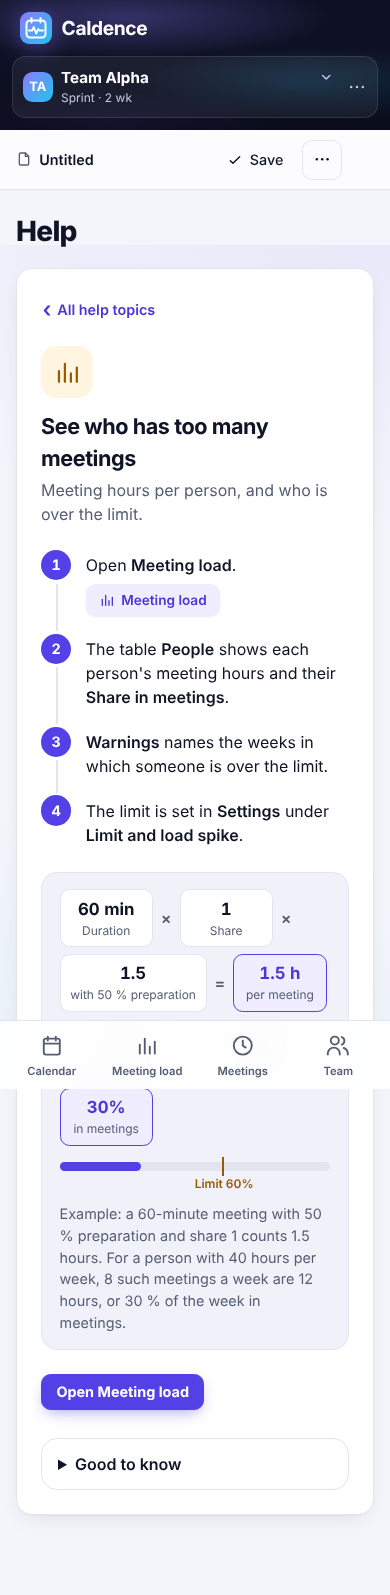 Caldence
TA
Team Alpha
Sprint · 2 wk
Untitled
Save
Help
All help topics
See who has too many
meetings
Meeting hours per person, and who is
over the limit.
1
Open Meeting load.
Meeting load
2
The table People shows each
person's meeting hours and their
Share in meetings.
3
Warnings names the weeks in
which someone is over the limit.
4
The limit is set in Settings under
Limit and load spike.
60 min × 1 ×
Duration Share
1.5 = 1.5 h
with 50 % preparation per meeting
Calendar Meeting load Meetings Team
30%
in meetings
Limit 60%
Example: a 60-minute meeting with 50
% preparation and share 1 counts 1.5
hours. For a person with 40 hours per
week, 8 such meetings a week are 12
hours, or 30 % of the week in
meetings.
Open Meeting load
Good to know